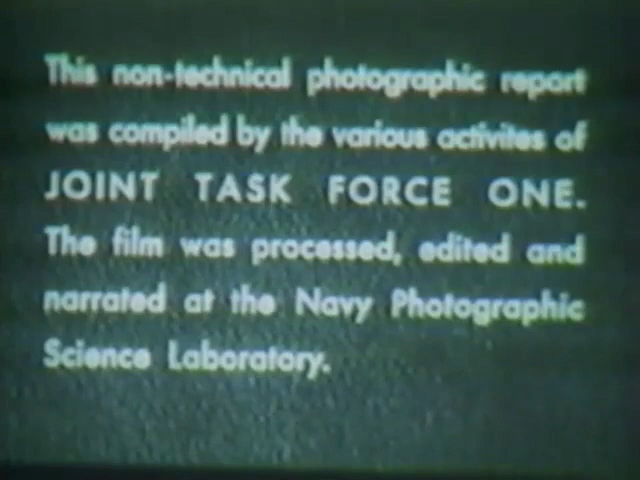 This non-technical photographic report
was compiled by the various activites of
JOINT TASK FORCE ONE.
The film was processed, edited and
narrated at the Navy Photographic
Science Laboratory.